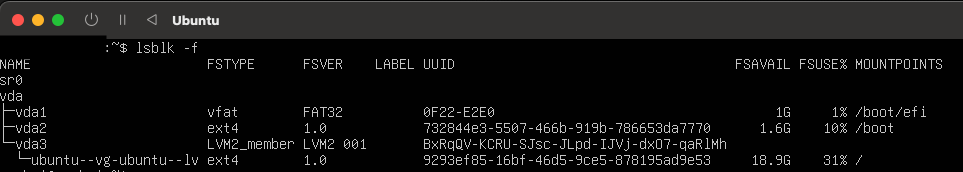 Ubuntu
:~$ lsblk -f
NAME FSTYPE FSVER LABEL UUID FSAVAIL FSUSE% MOUNTPOINTS
sr0
vda
├─vda1 vfat FAT32 0F22-E2E0 1G 1% /boot/efi
├─vda2 ext4 1.0 732844e3-5507-466b-919b-786653da7770 1.6G 10% /boot
└─vda3 LVM2_member LVM2 001 BxRqQV-KCRU-SJsc-JLpd-IJVj-dxO7-qaRlMh
└─ubuntu--vg-ubuntu--lv ext4 1.0 9293ef85-16bf-46d5-9ce5-878195ad9e53 18.9G 31% /